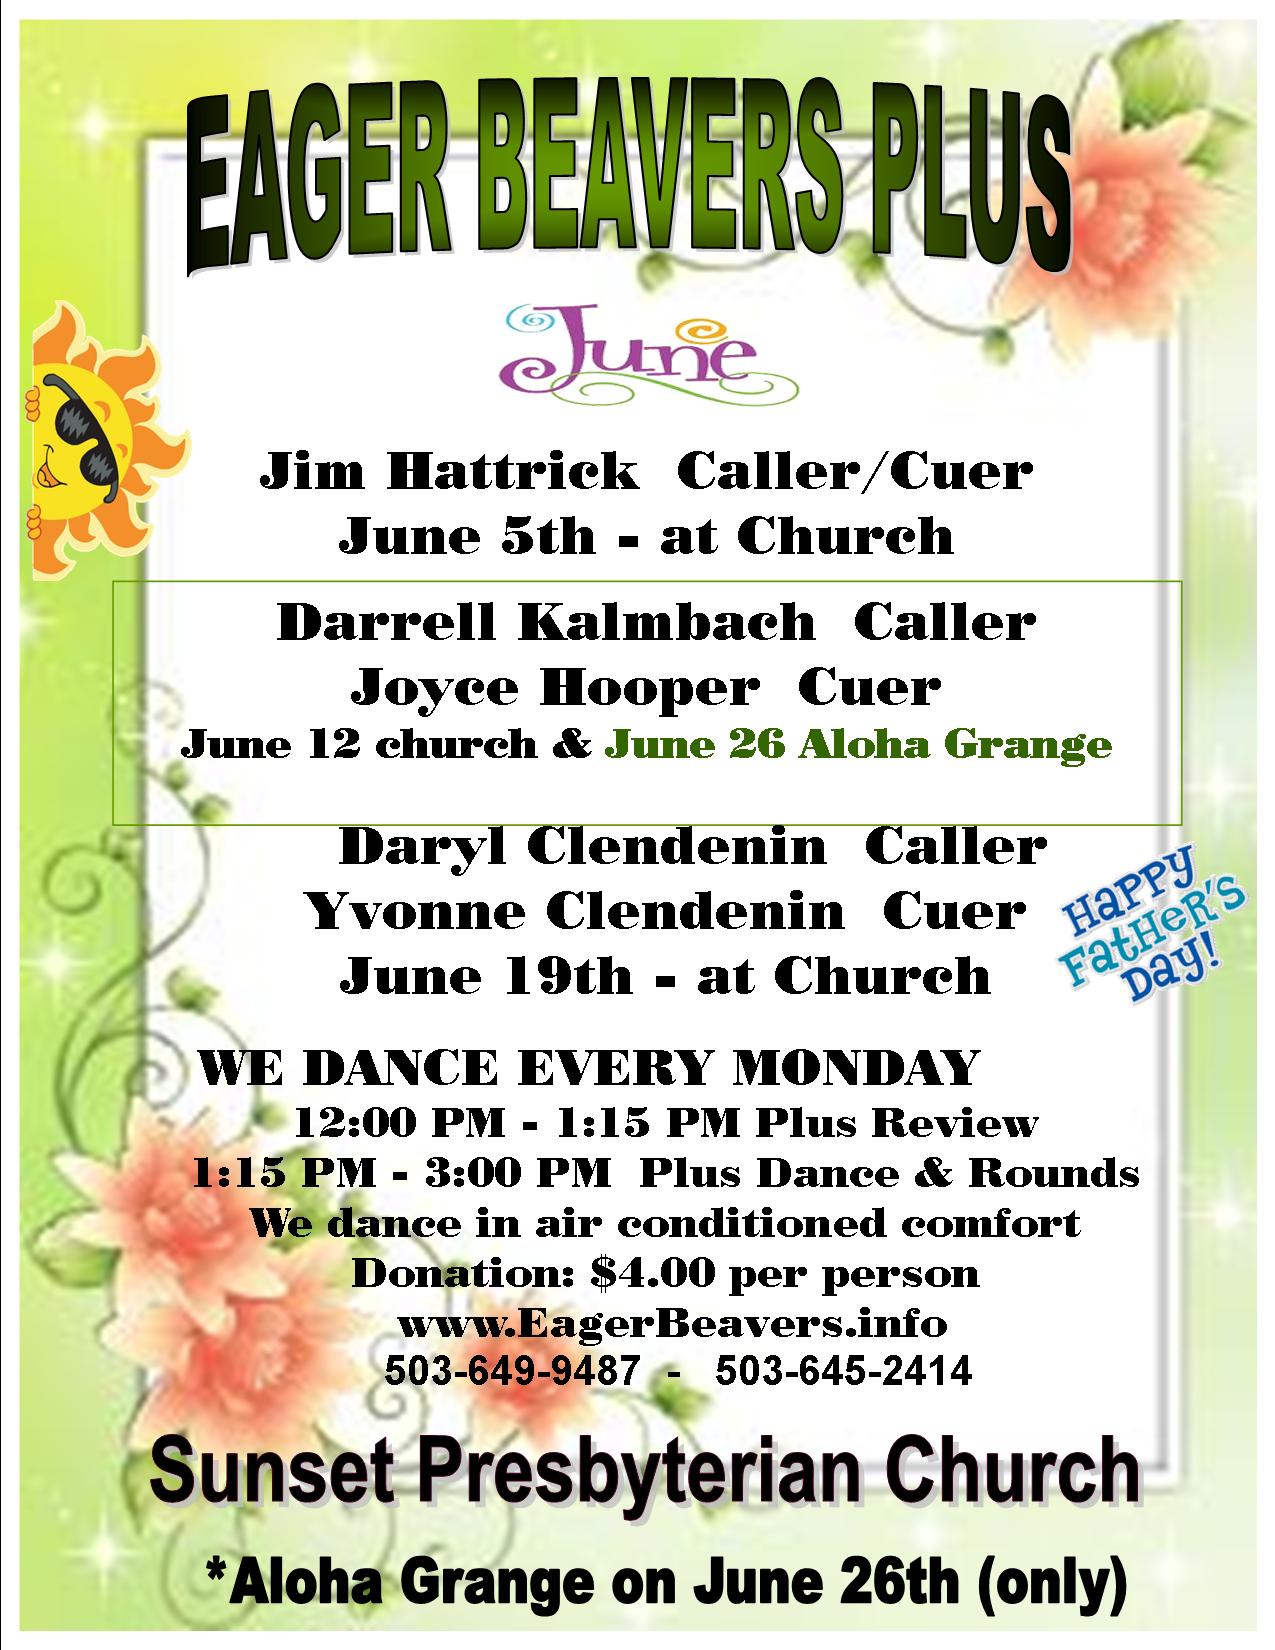 EAGER BEAVERS PLUS
June
Jim Hattrick Caller/Cuer
June 5th - at Church
Darrell Kalmbach Caller
Joyce Hooper Cuer
June 12 church & June 26 Aloha Grange
Daryl Clendenin Caller
Yvonne Clendenin Cuer
June 19th - at Church
HAPPY
FATHER'S
DAY!
WE DANCE EVERY MONDAY
12:00 PM - 1:15 PM Plus Review
1:15 PM - 3:00 PM Plus Dance & Rounds
We dance in air conditioned comfort
Donation: $4.00 per person
www.EagerBeavers.info
503-649-9487 - 503-645-2414
Sunset Presbyterian Church
*Aloha Grange on June 26th (only)